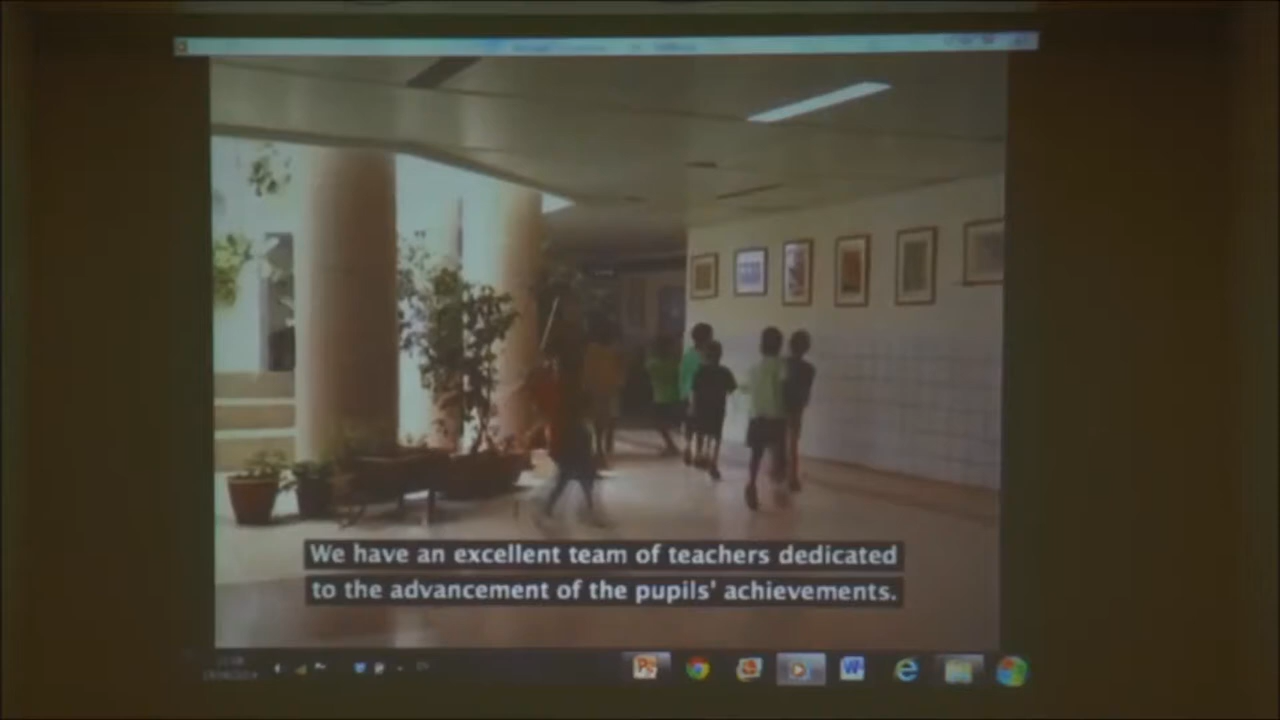 We have an excellent team of teachers dedicated
to the advancement of the pupils' achievements.